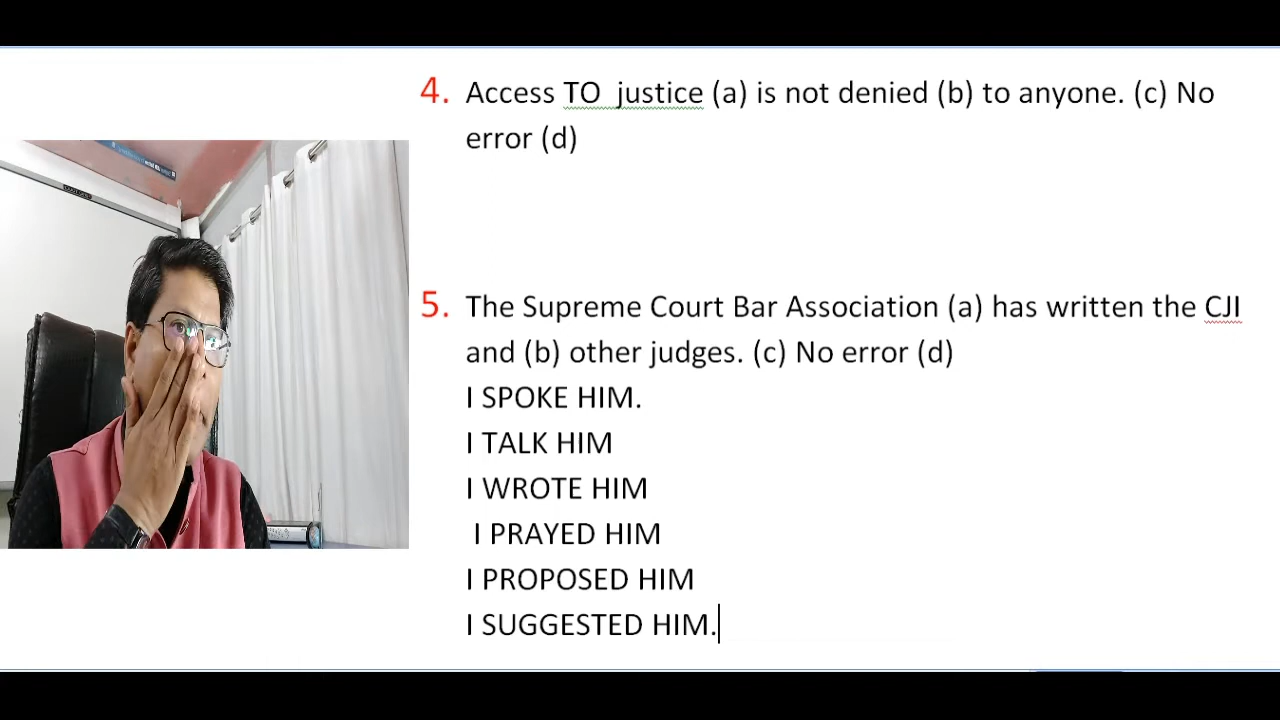 4. Access TO justice (a) is not denied (b) to anyone. (c) No
error (d)
5. The Supreme Court Bar Association (a) has written the CJI
and (b) other judges. (c) No error (d)
I SPOKE HIM.
I TALK HIM
I WROTE HIM
I PRAYED HIM
I PROPOSED HIM
I SUGGESTED HIM.